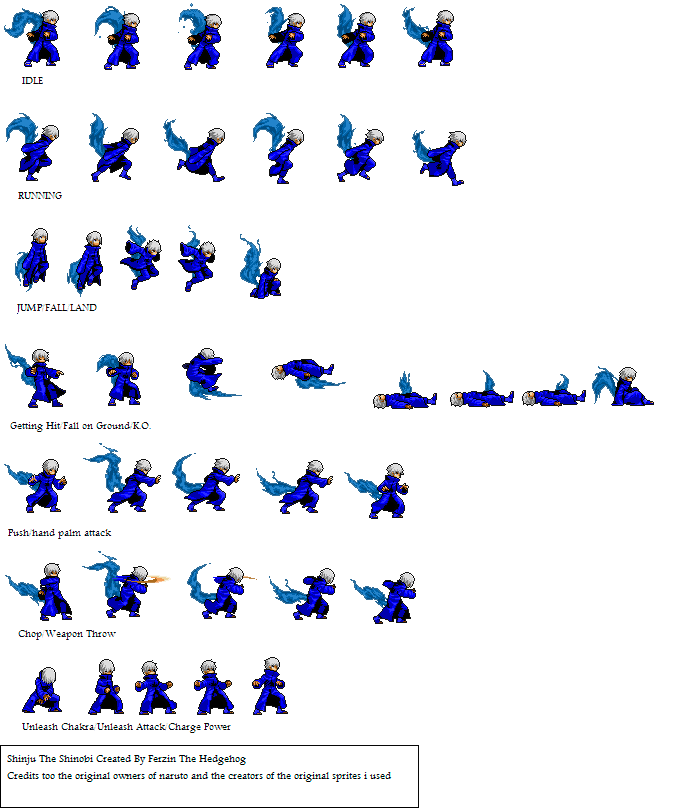 IDLE
RUNNING
JUMP/FALL/LAND
Getting Hit Fall on Ground K.O.
Push/hand palm attack
Chop/Weapon Throw
Unleash Chakra/Unleash Attack/Charge Power
Shinju The Shinobi Created By Ferzin The Hedgehog
Credits too the original owners of naruto and the creators of the original sprites i used